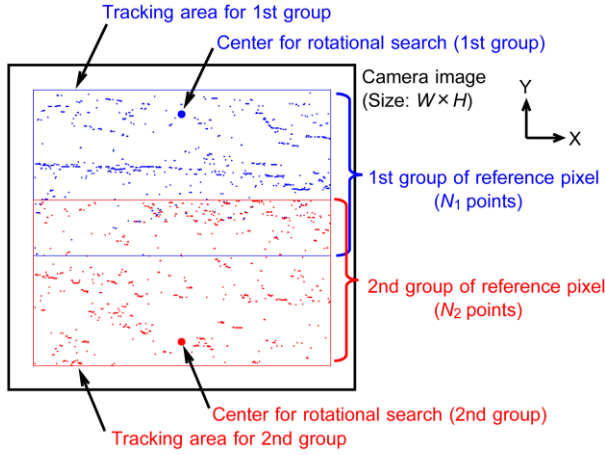 Tracking area for 1st group
Center for rotational search (1st group)
Camera image
(Size: W×H)
Y
X
1st group of reference pixel
(N₁ points)
2nd group of reference pixel
(N₂ points)
Center for rotational search (2nd group)
Tracking area for 2nd group